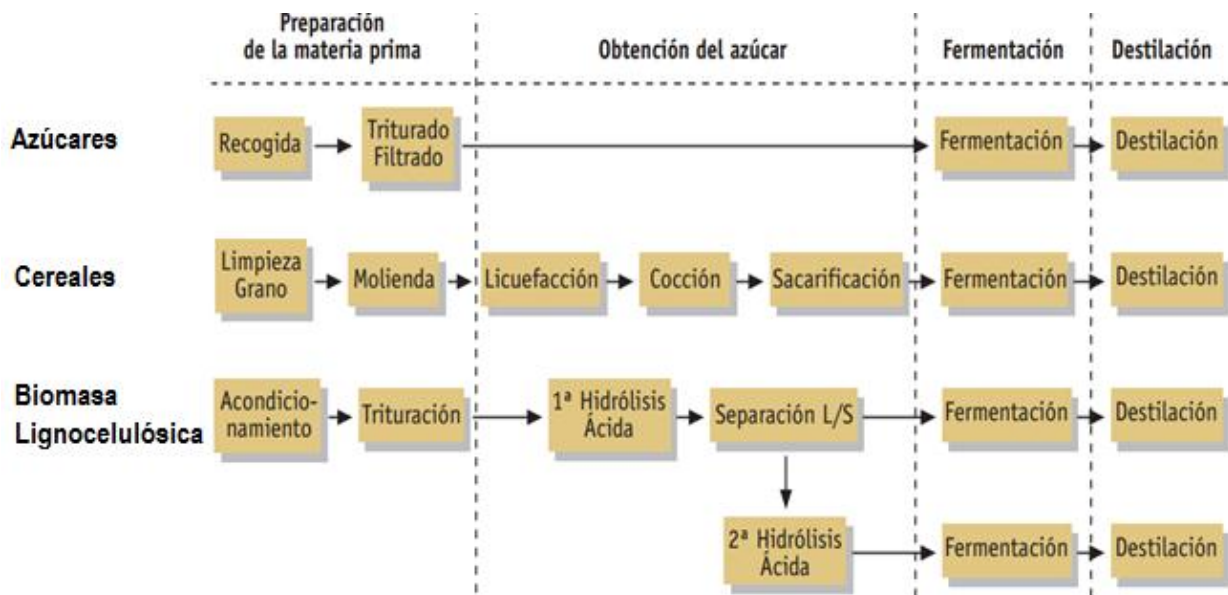 Preparación
de la materia prima
Obtención del azúcar
Fermentación
Destilación
Azúcares
Recogida
Triturado
Filtrado
Fermentación
Destilación
Cereales
Limpieza
Grano
Molienda
Licuefacción
Cocción
Sacarificación
Fermentación
Destilación
Biomasa
Lignocelulósica
Acondicio-
namiento
Trituración
1ª Hidrólisis
Ácida
Separación L/S
Fermentación
Destilación
2ª Hidrólisis
Ácida
Fermentación
Destilación